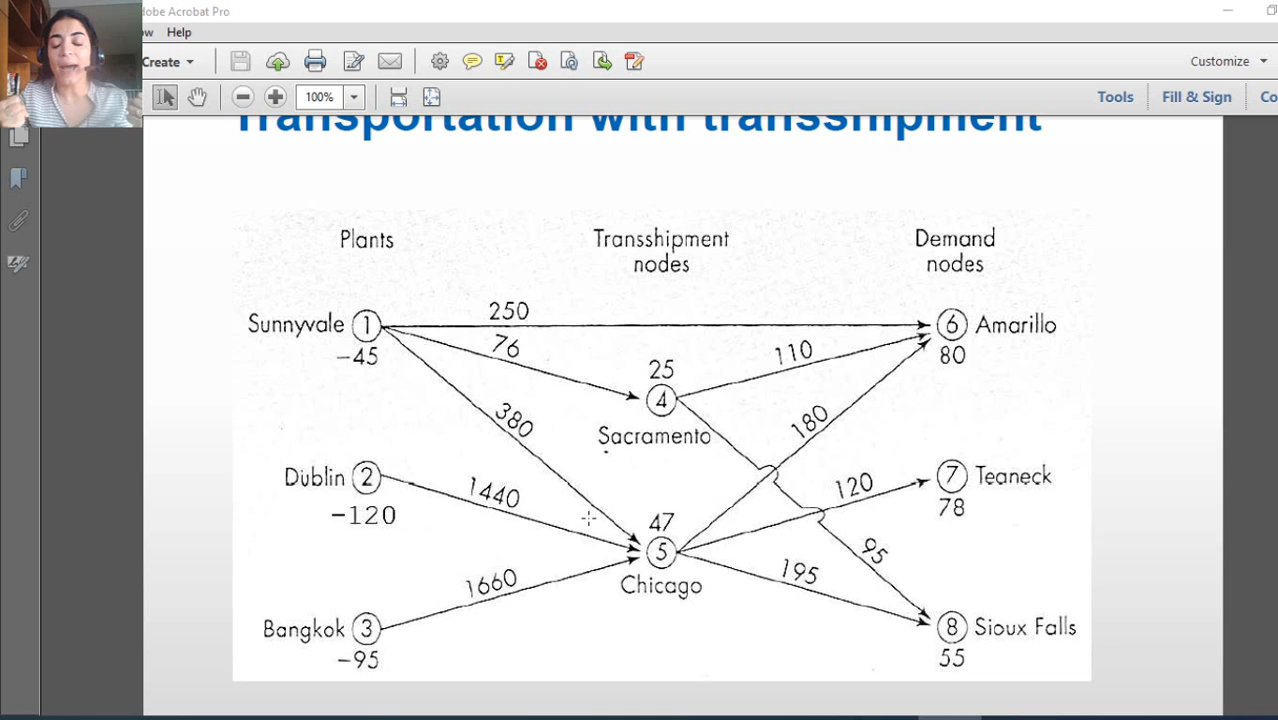 dobe Acrobat Pro
ow Help
Create
Customize
100%
Tools Fill & Sign Co
Transportation with transshipment
Plants
Transshipment
nodes
Demand
nodes
Sunnyvale 1
-45
250
76
380
6 Amarillo
80
25
4
Sacramento
110
180
Dublin 2
-120
1440
7 Teaneck
78
120
47
5
Chicago
95
195
1660
Bangkok 3
-95
8 Sioux Falls
55